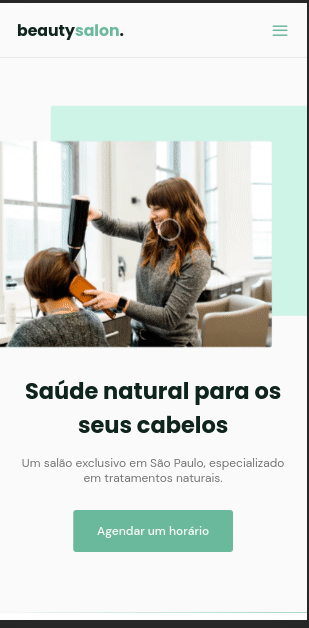 beautysalon.
Saúde natural para os
seus cabelos
Um salão exclusivo em São Paulo, especializado
em tratamentos naturais.
Agendar um horário